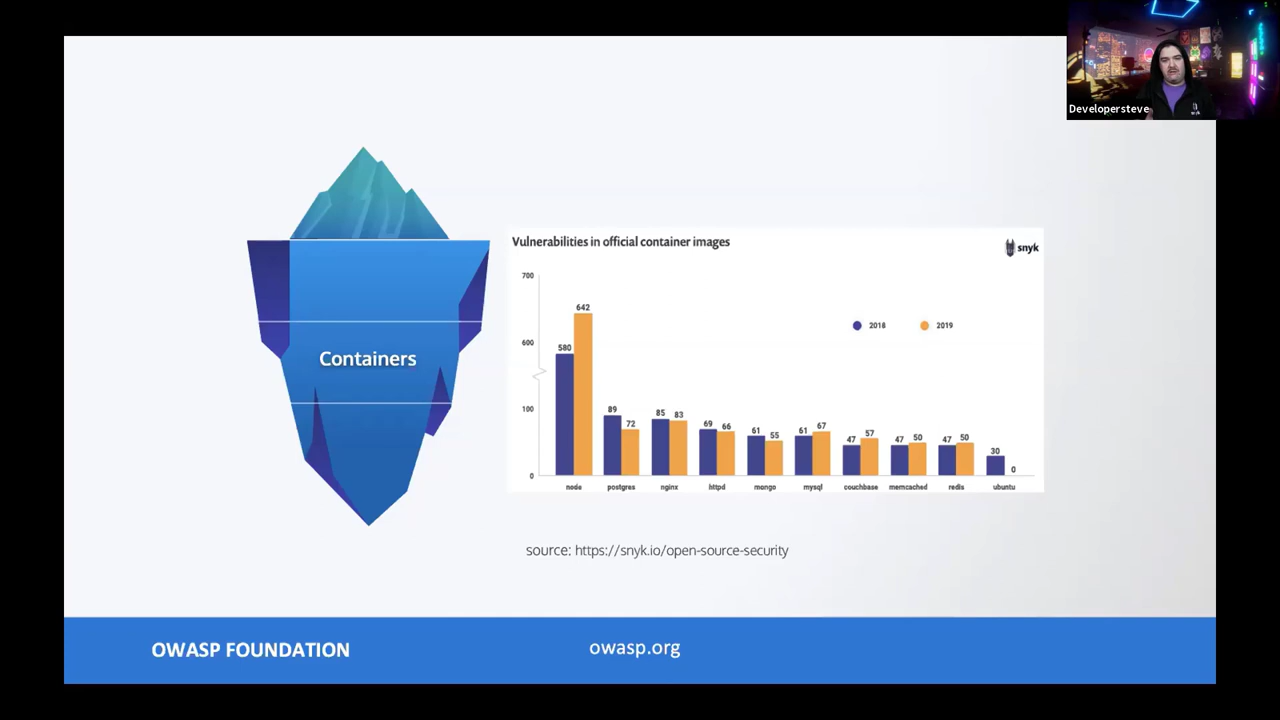 Developersteve
Containers
Vulnerabilities in official container images
snyk
700
600
100
0
2018
2019
580
642
89
72
85
83
69
66
61
55
61
67
47
57
47
50
47
50
30
0
node
postgres
nginx
httpd
mongo
mysql
couchbase
memcached
redis
ubuntu
source: https://snyk.io/open-source-security
OWASP FOUNDATION
owasp.org